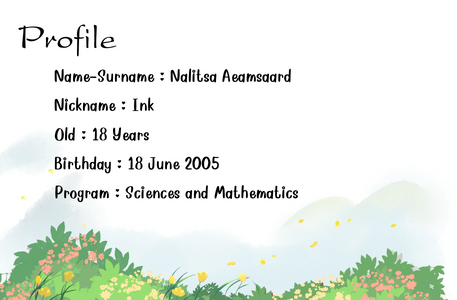 Profile
Name-Surname : Nalitsa Aeamsaard
Nickname : Ink
Old : 18 Years
Birthday : 18 June 2005
Program : Sciences and Mathematics